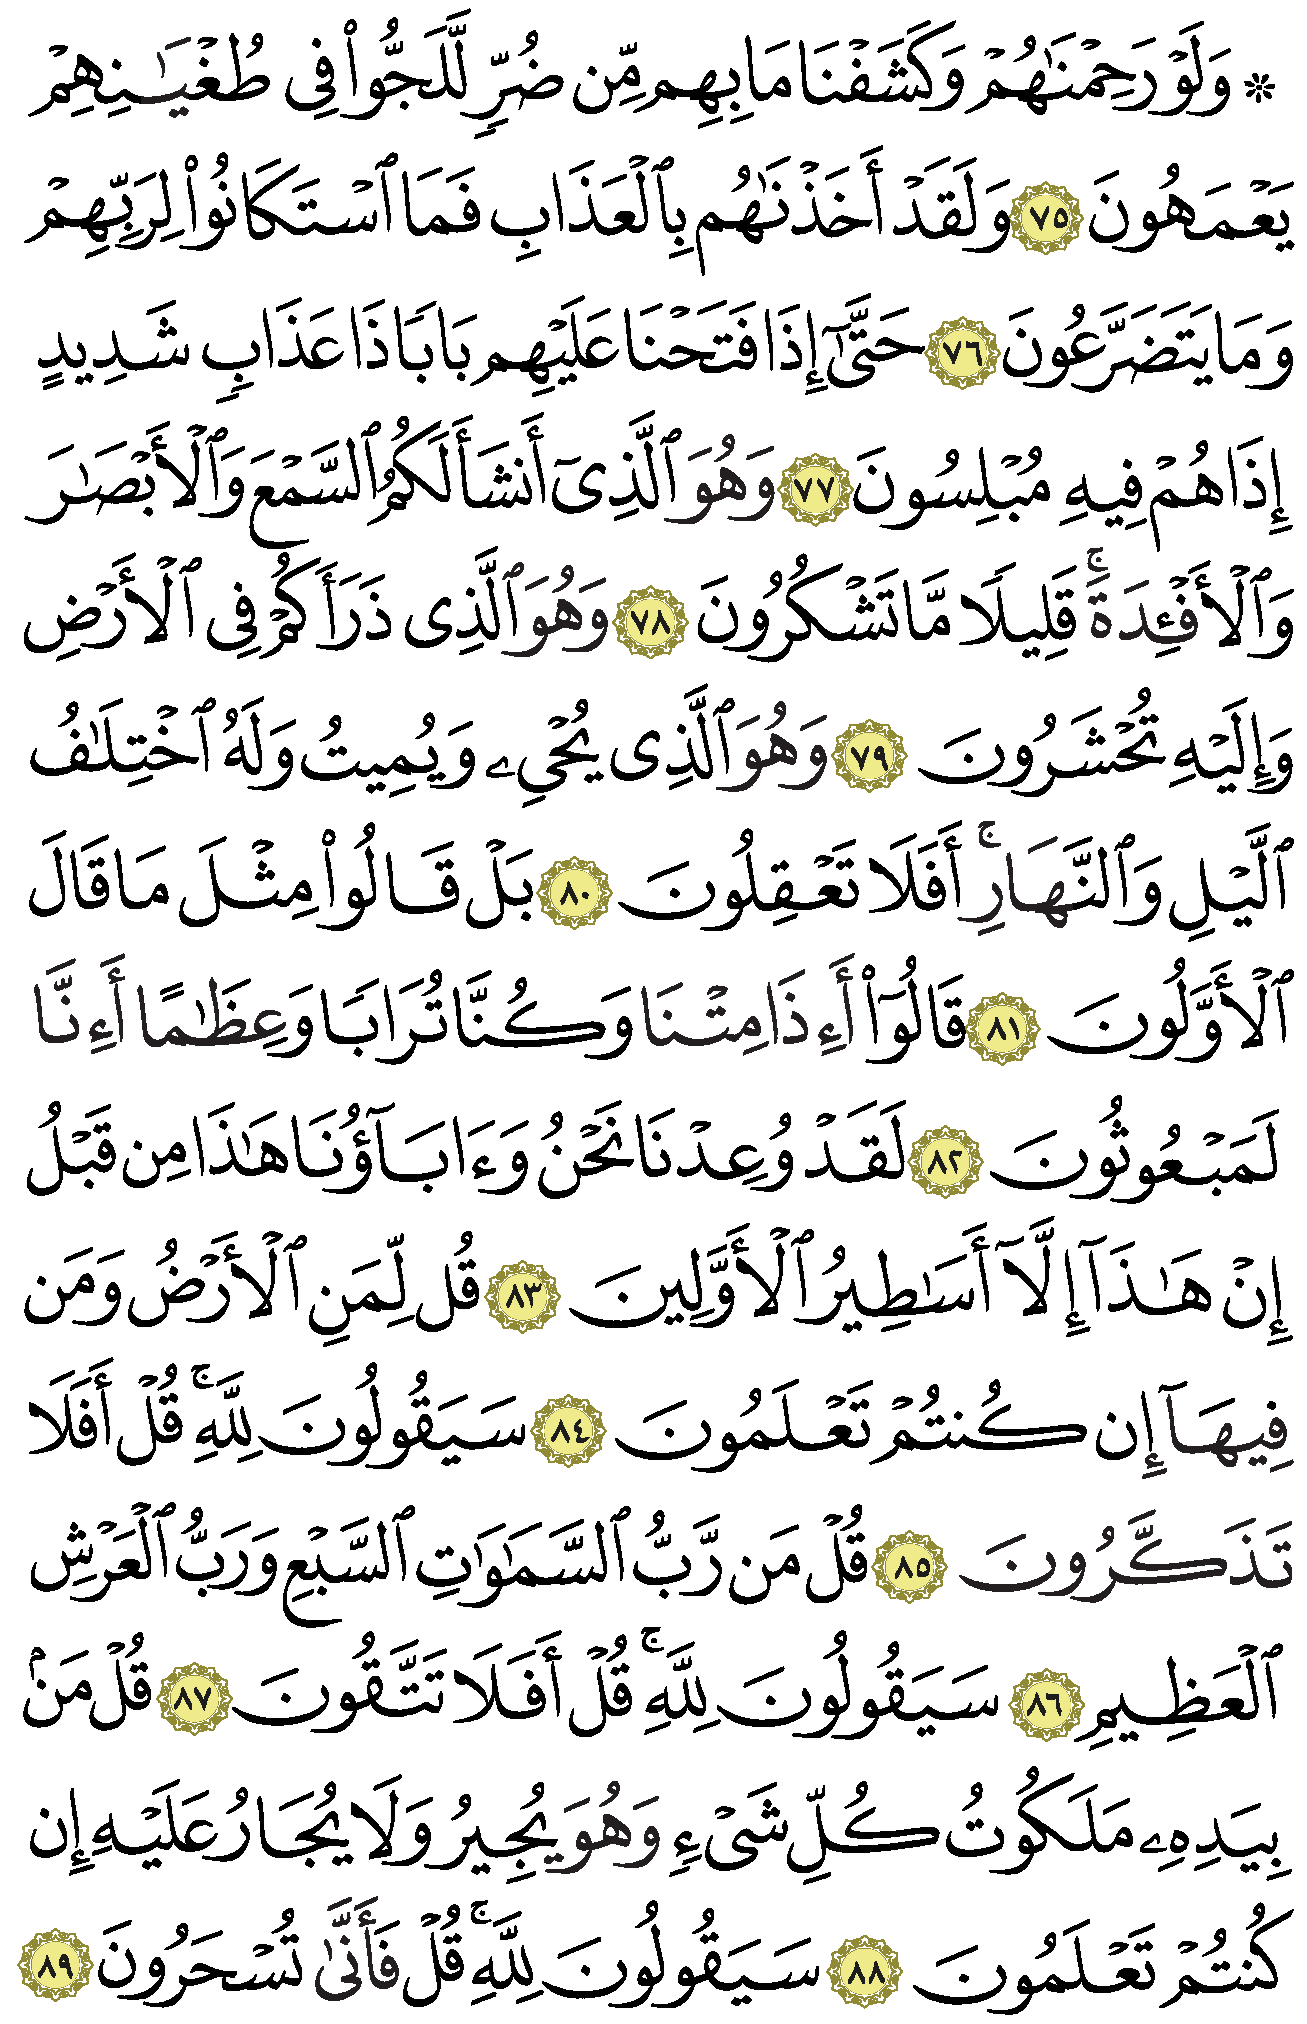 ۞ وَلَوْ رَحِمْنَٰهُمْ وَكَشَفْنَا مَا بِهِم مِّن ضُرٍّ لَّلَجُّوا۟ فِى طُغْيَٰنِهِمْ
يَعْمَهُونَ ٧٥ وَلَقَدْ أَخَذْنَٰهُم بِٱلْعَذَابِ فَمَا ٱسْتَكَانُوا۟ لِرَبِّهِمْ
وَمَا يَتَضَرَّعُونَ ٧٦ حَتَّىٰٓ إِذَا فَتَحْنَا عَلَيْهِم بَابًا ذَا عَذَابٍ شَدِيدٍ
إِذَا هُمْ فِيهِ مُبْلِسُونَ ٧٧ وَهُوَ ٱلَّذِىٓ أَنشَأَ لَكُمُ ٱلسَّمْعَ وَٱلْأَبْصَٰرَ
وَٱلْأَفْـِٔدَةَ ۚ قَلِيلًا مَّا تَشْكُرُونَ ٧٨ وَهُوَ ٱلَّذِى ذَرَأَكُمْ فِى ٱلْأَرْضِ
وَإِلَيْهِ تُحْشَرُونَ ٧٩ وَهُوَ ٱلَّذِى يُحْىِۦ وَيُمِيتُ وَلَهُ ٱخْتِلَٰفُ
ٱلَّيْلِ وَٱلنَّهَارِ ۚ أَفَلَا تَعْقِلُونَ ٨٠ بَلْ قَالُوا۟ مِثْلَ مَا قَالَ
ٱلْأَوَّلُونَ ٨١ قَالُوٓا۟ أَءِذَا مِتْنَا وَكُنَّا تُرَابًا وَعِظَٰمًا أَءِنَّا
لَمَبْعُوثُونَ ٨٢ لَقَدْ وُعِدْنَا نَحْنُ وَءَابَآؤُنَا هَٰذَا مِن قَبْلُ
إِنْ هَٰذَآ إِلَّآ أَسَٰطِيرُ ٱلْأَوَّلِينَ ٨٣ قُل لِّمَنِ ٱلْأَرْضُ وَمَن
فِيهَآ إِن كُنتُمْ تَعْلَمُونَ ٨٤ سَيَقُولُونَ لِلَّهِ ۚ قُلْ أَفَلَا
تَذَكَّرُونَ ٨٥ قُلْ مَن رَّبُّ ٱلسَّمَٰوَٰتِ ٱلسَّبْعِ وَرَبُّ ٱلْعَرْشِ
ٱلْعَظِيمِ ٨٦ سَيَقُولُونَ لِلَّهِ ۚ قُلْ أَفَلَا تَتَّقُونَ ٨٧ قُلْ مَنۢ
بِيَدِهِۦ مَلَكُوتُ كُلِّ شَىْءٍ وَهُوَ يُجِيرُ وَلَا يُجَارُ عَلَيْهِ إِن
كُنتُمْ تَعْلَمُونَ ٨٨ سَيَقُولُونَ لِلَّهِ ۚ قُلْ فَأَنَّىٰ تُسْحَرُونَ ٨٩